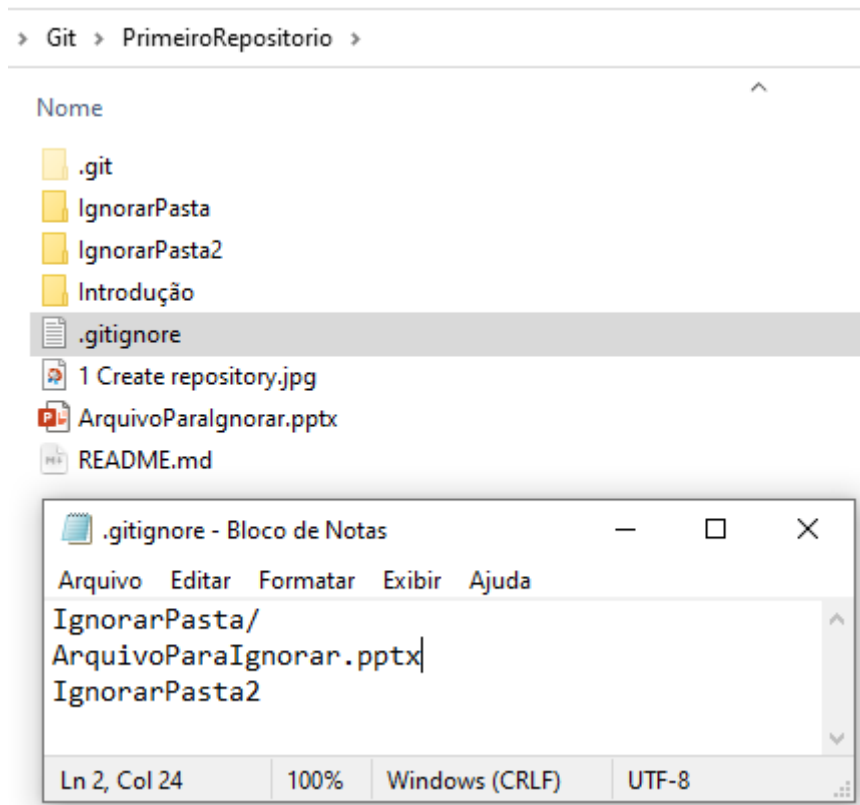 > Git > PrimeiroRepositorio >
Nome
.git
IgnorarPasta
IgnorarPasta2
Introdução
.gitignore
1 Create repository.jpg
ArquivoParaIgnorar.pptx
README.md
.gitignore - Bloco de Notas
Arquivo Editar Formatar Exibir Ajuda
IgnorarPasta/
ArquivoParaIgnorar.pptx
IgnorarPasta2
Ln 2, Col 24 100% Windows (CRLF) UTF-8